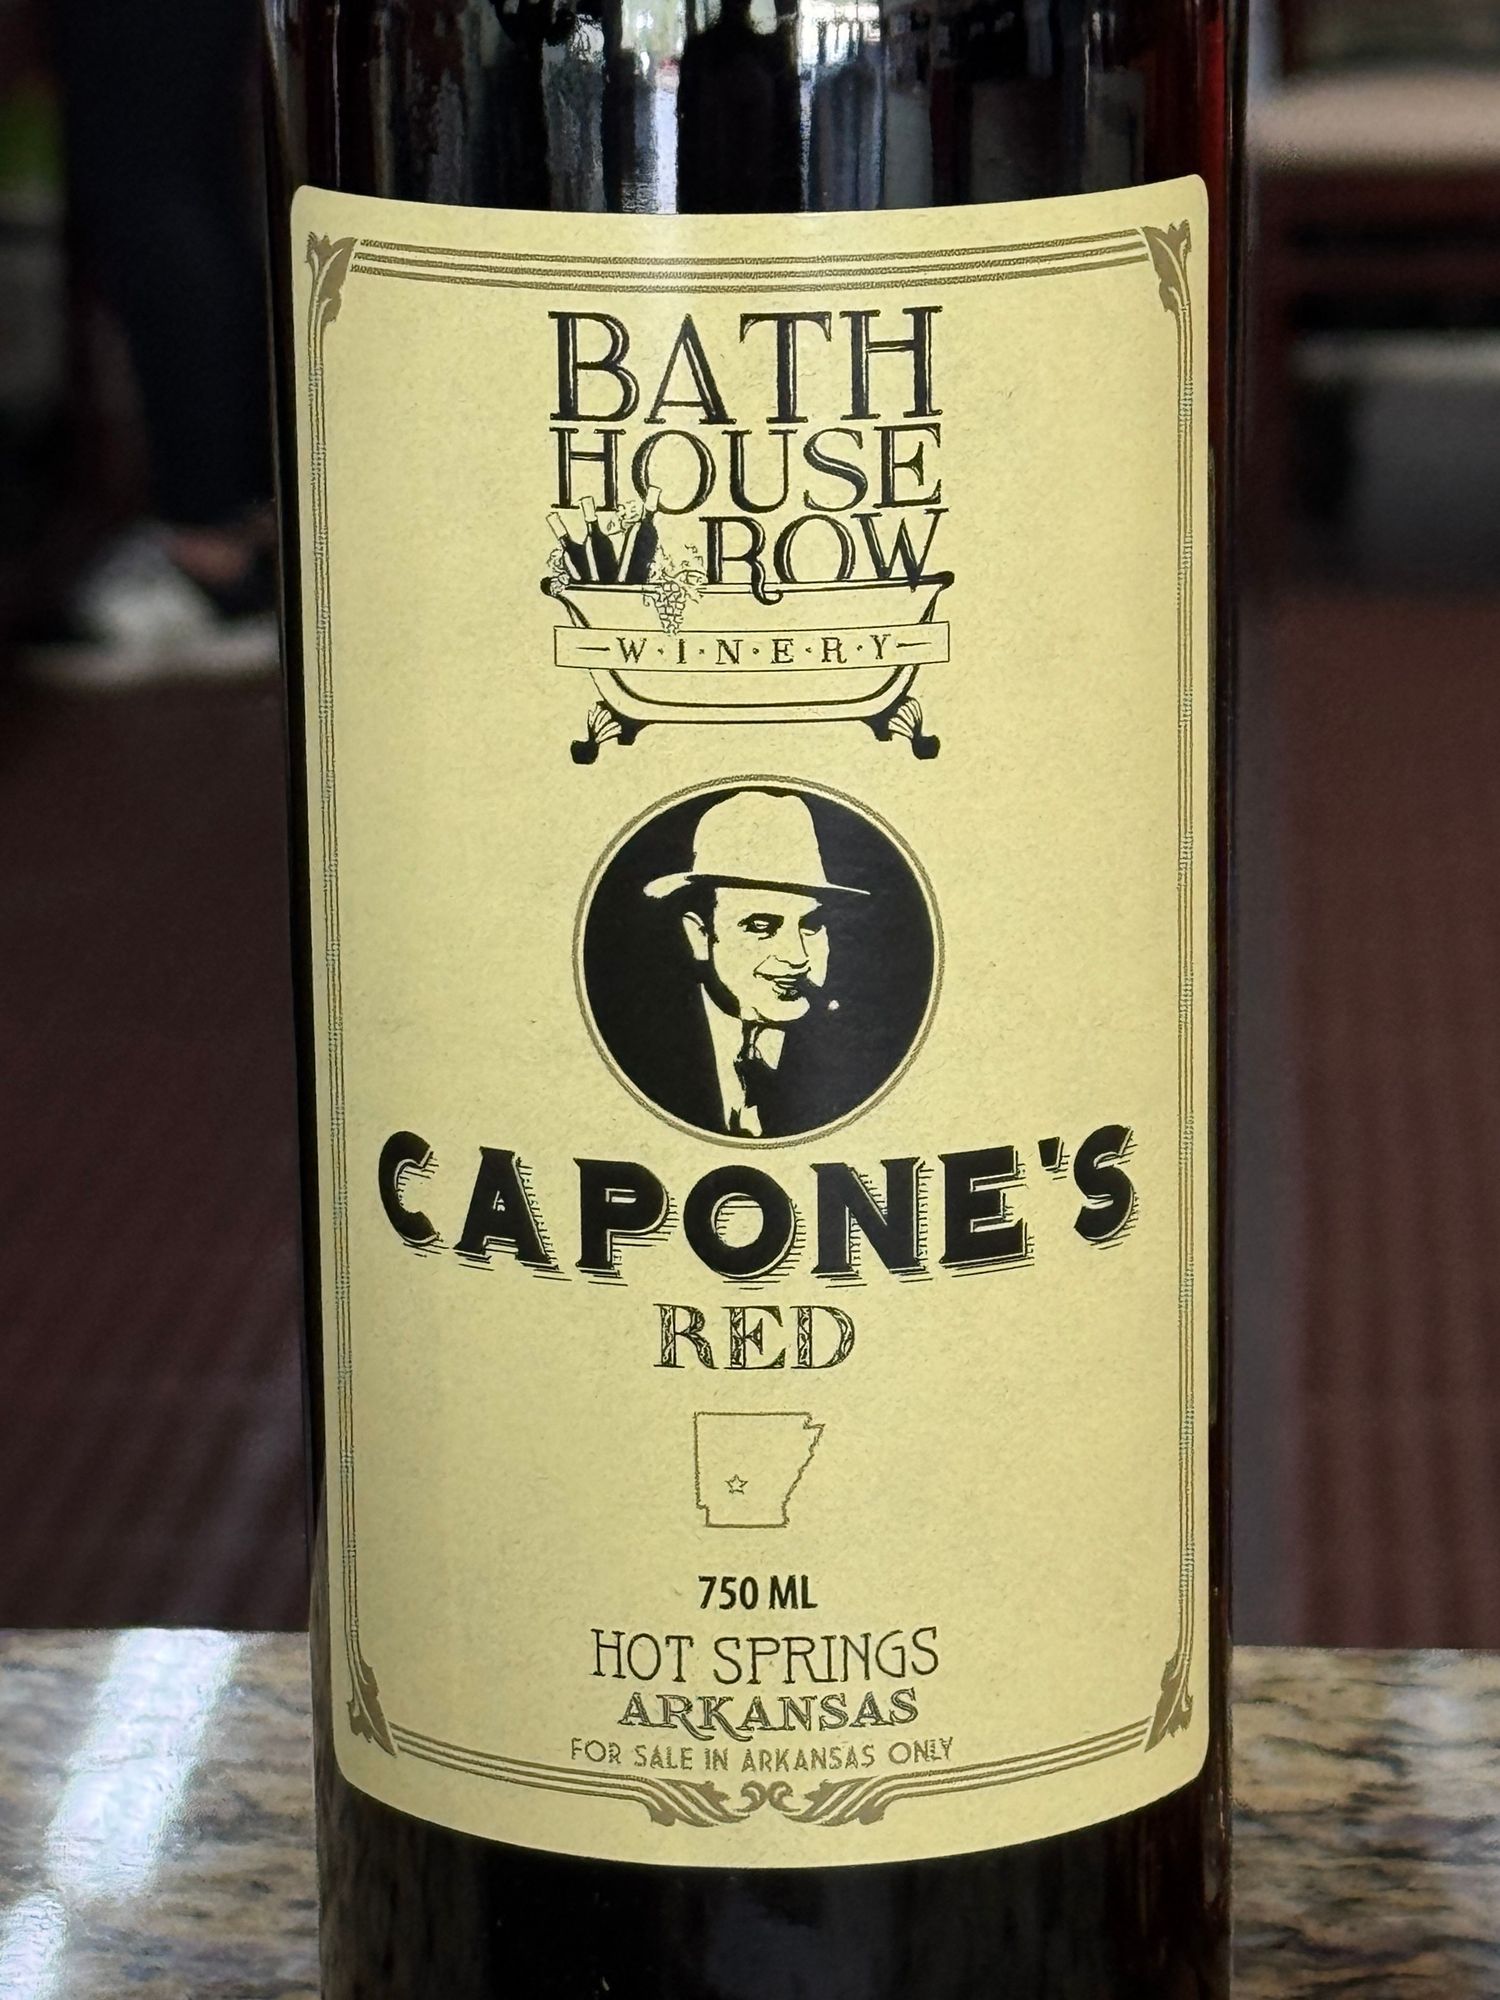 BATH
HOUSE
ROW
—W·I·N·E·R·Y—
CAPONE'S
RED
750 ML
HOT SPRINGS
ARKANSAS
FOR SALE IN ARKANSAS ONLY